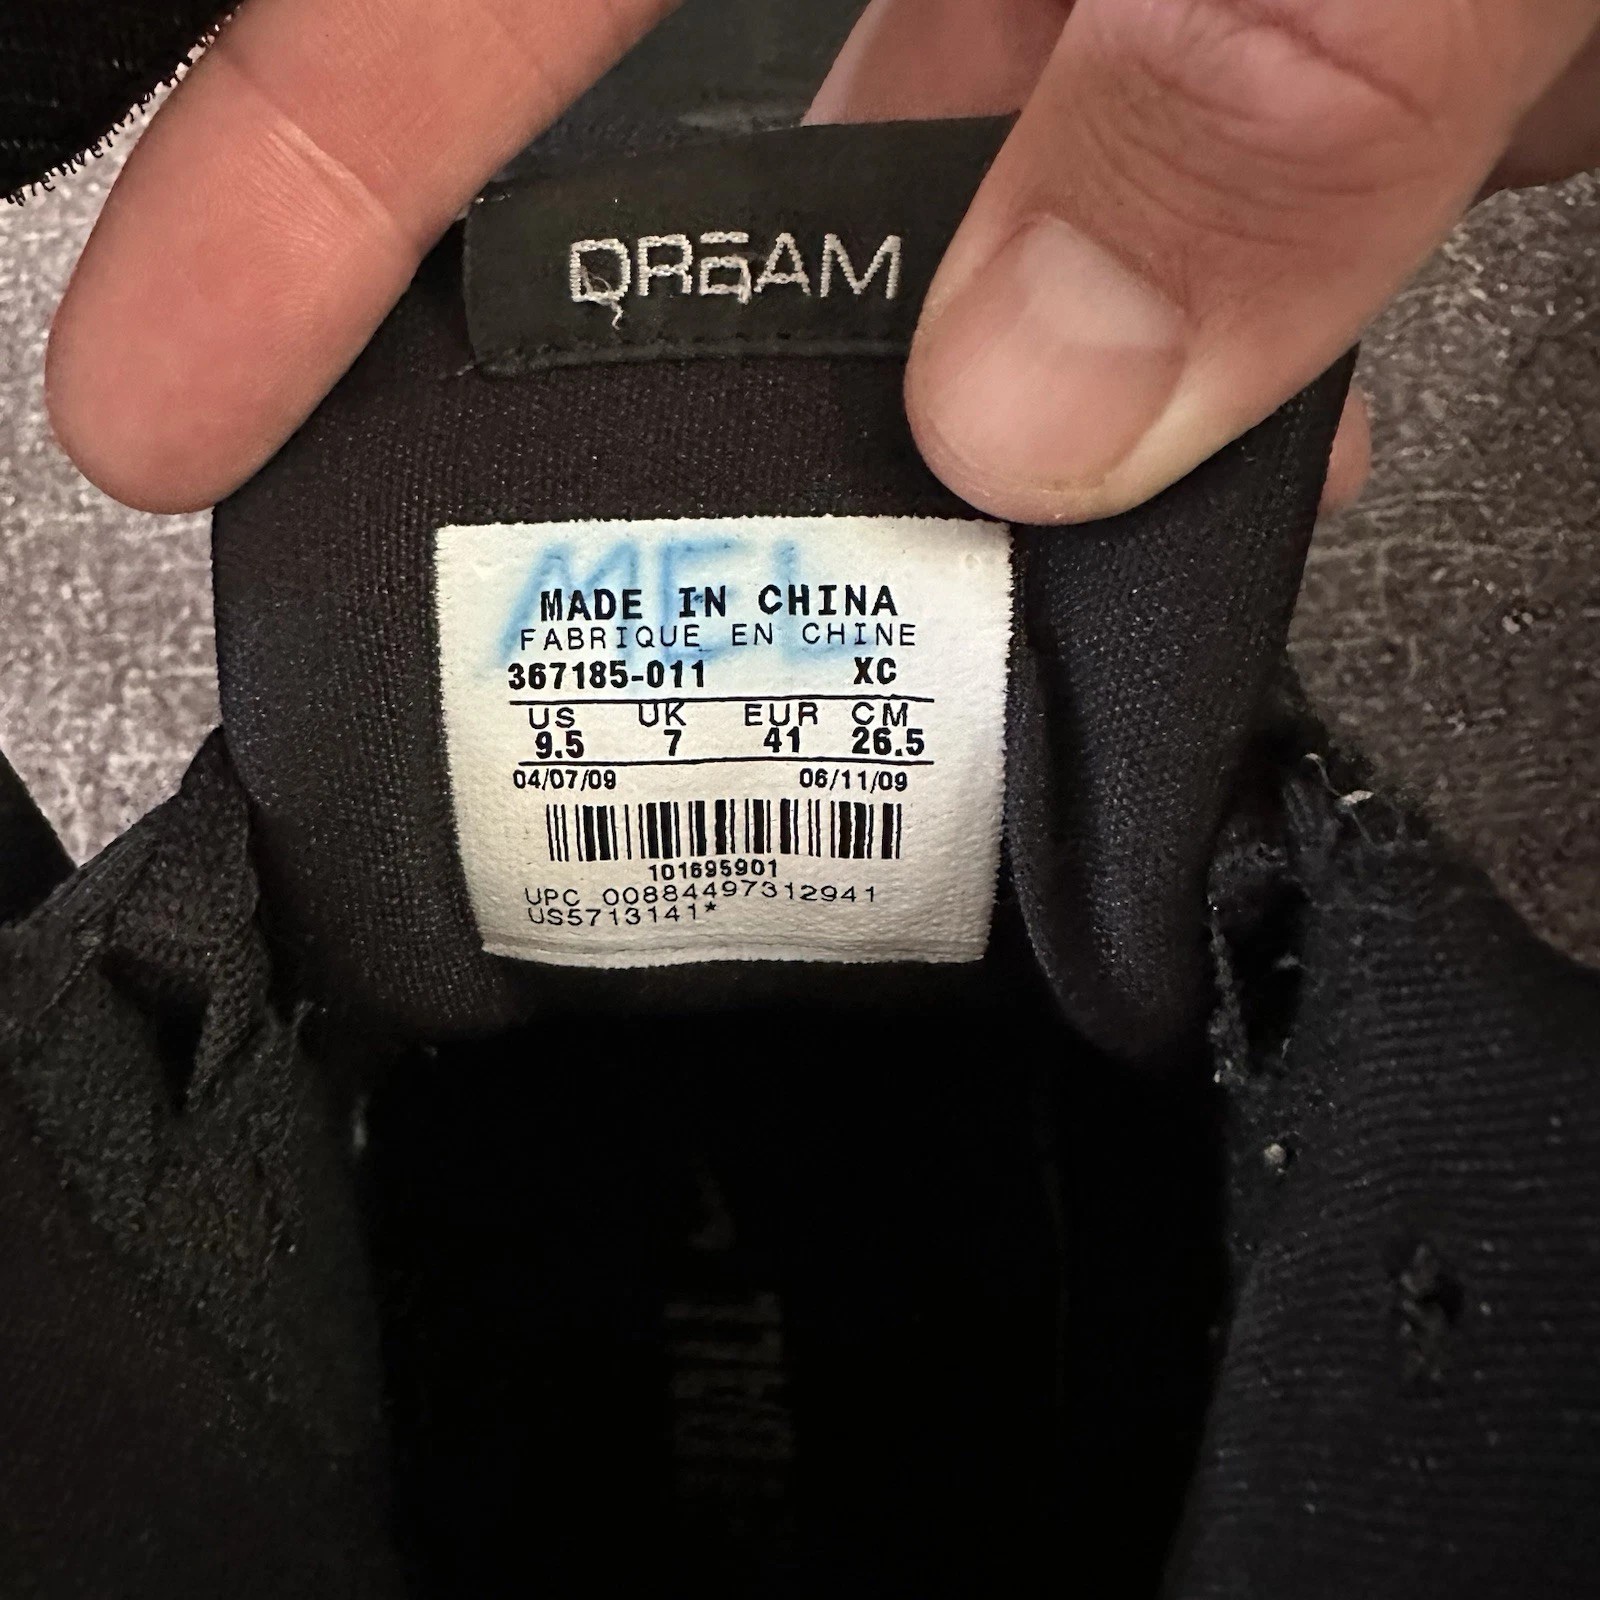 DREAM
MEL
MADE IN CHINA
FABRIQUE EN CHINE
367185-011 XC
US UK EUR CM
9.5 7 41 26.5
04/07/09 06/11/09
101695901
UPC 00884497312941
US5713141*